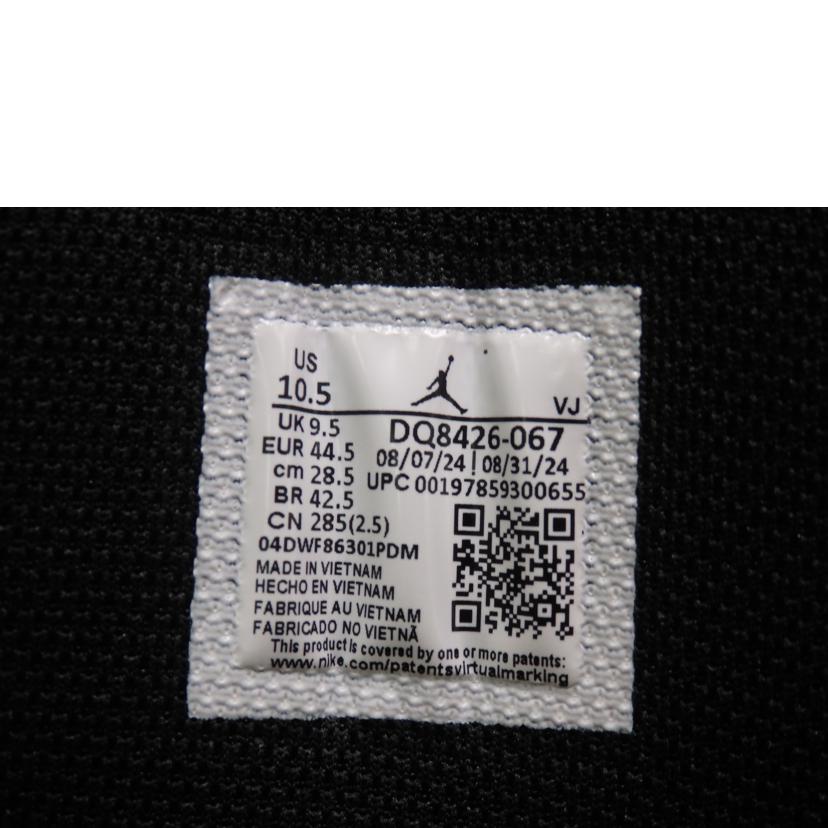 US
10.5
VJ
UK 9.5
DQ8426-067
EUR 44.5
08/07/24 | 08/31/24
cm 28.5
UPC 00197859300655
BR 42.5
CN 285(2.5)
04DWF86301PDM
MADE IN VIETNAM
HECHO EN VIETNAM
FABRIQUE AU VIETNAM
FABRICADO NO VIETNÃ
This product is covered by one or more patents:
www.nike.com/patentsvirtualmarking